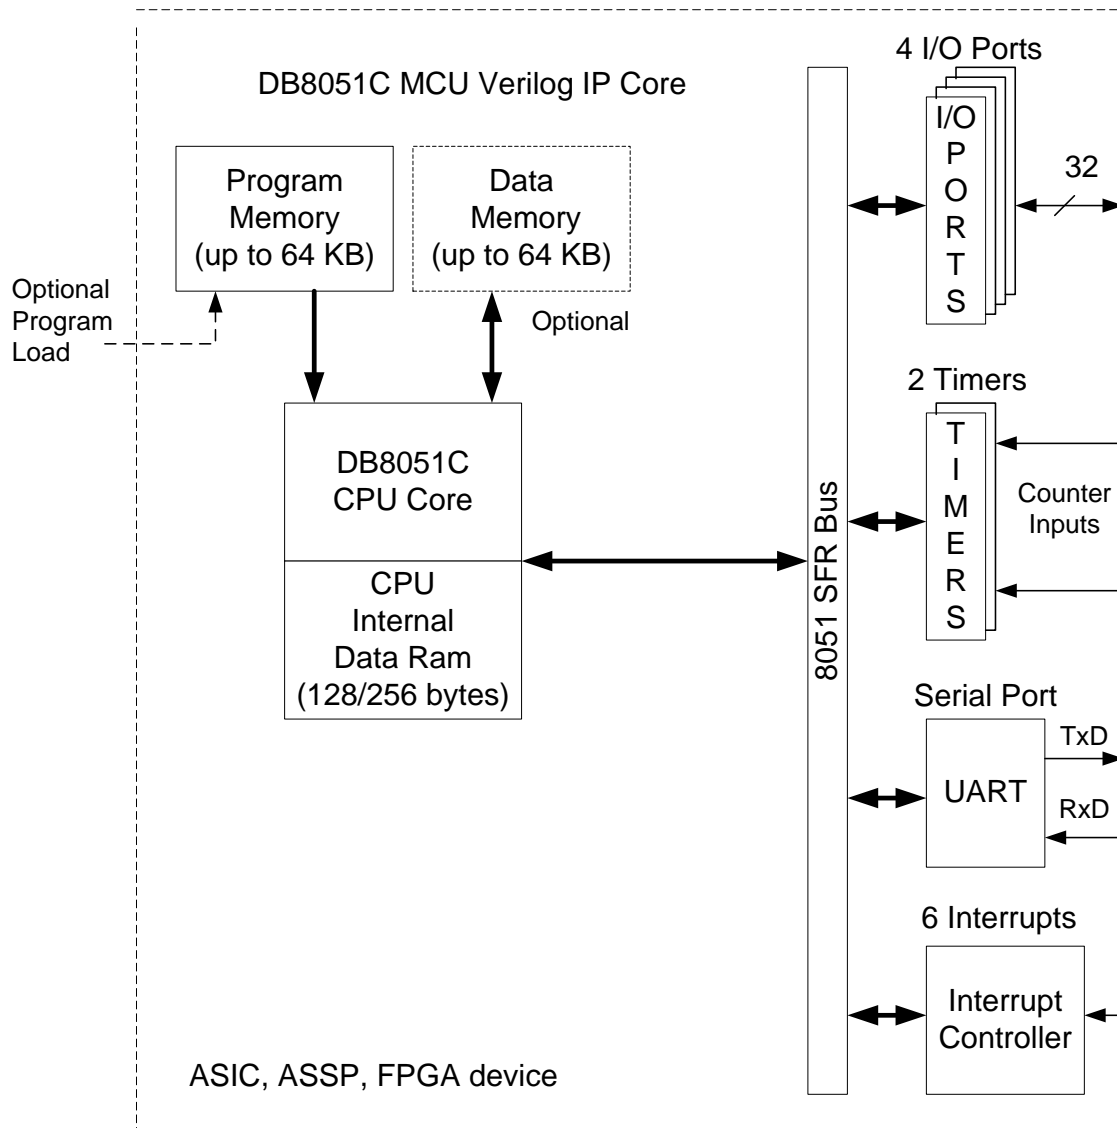 4 I/O Ports
DB8051C MCU Verilog IP Core
I/O
P
O
R
T
S
32
Program
Memory
(up to 64 KB)
Data
Memory
(up to 64 KB)
Optional
Program
Load
Optional
2 Timers
T
I
M
E
R
S
Counter
Inputs
DB8051C
CPU Core
CPU
Internal
Data Ram
(128/256 bytes)
8051 SFR Bus
Serial Port
UART
TxD
RxD
6 Interrupts
Interrupt
Controller
ASIC, ASSP, FPGA device